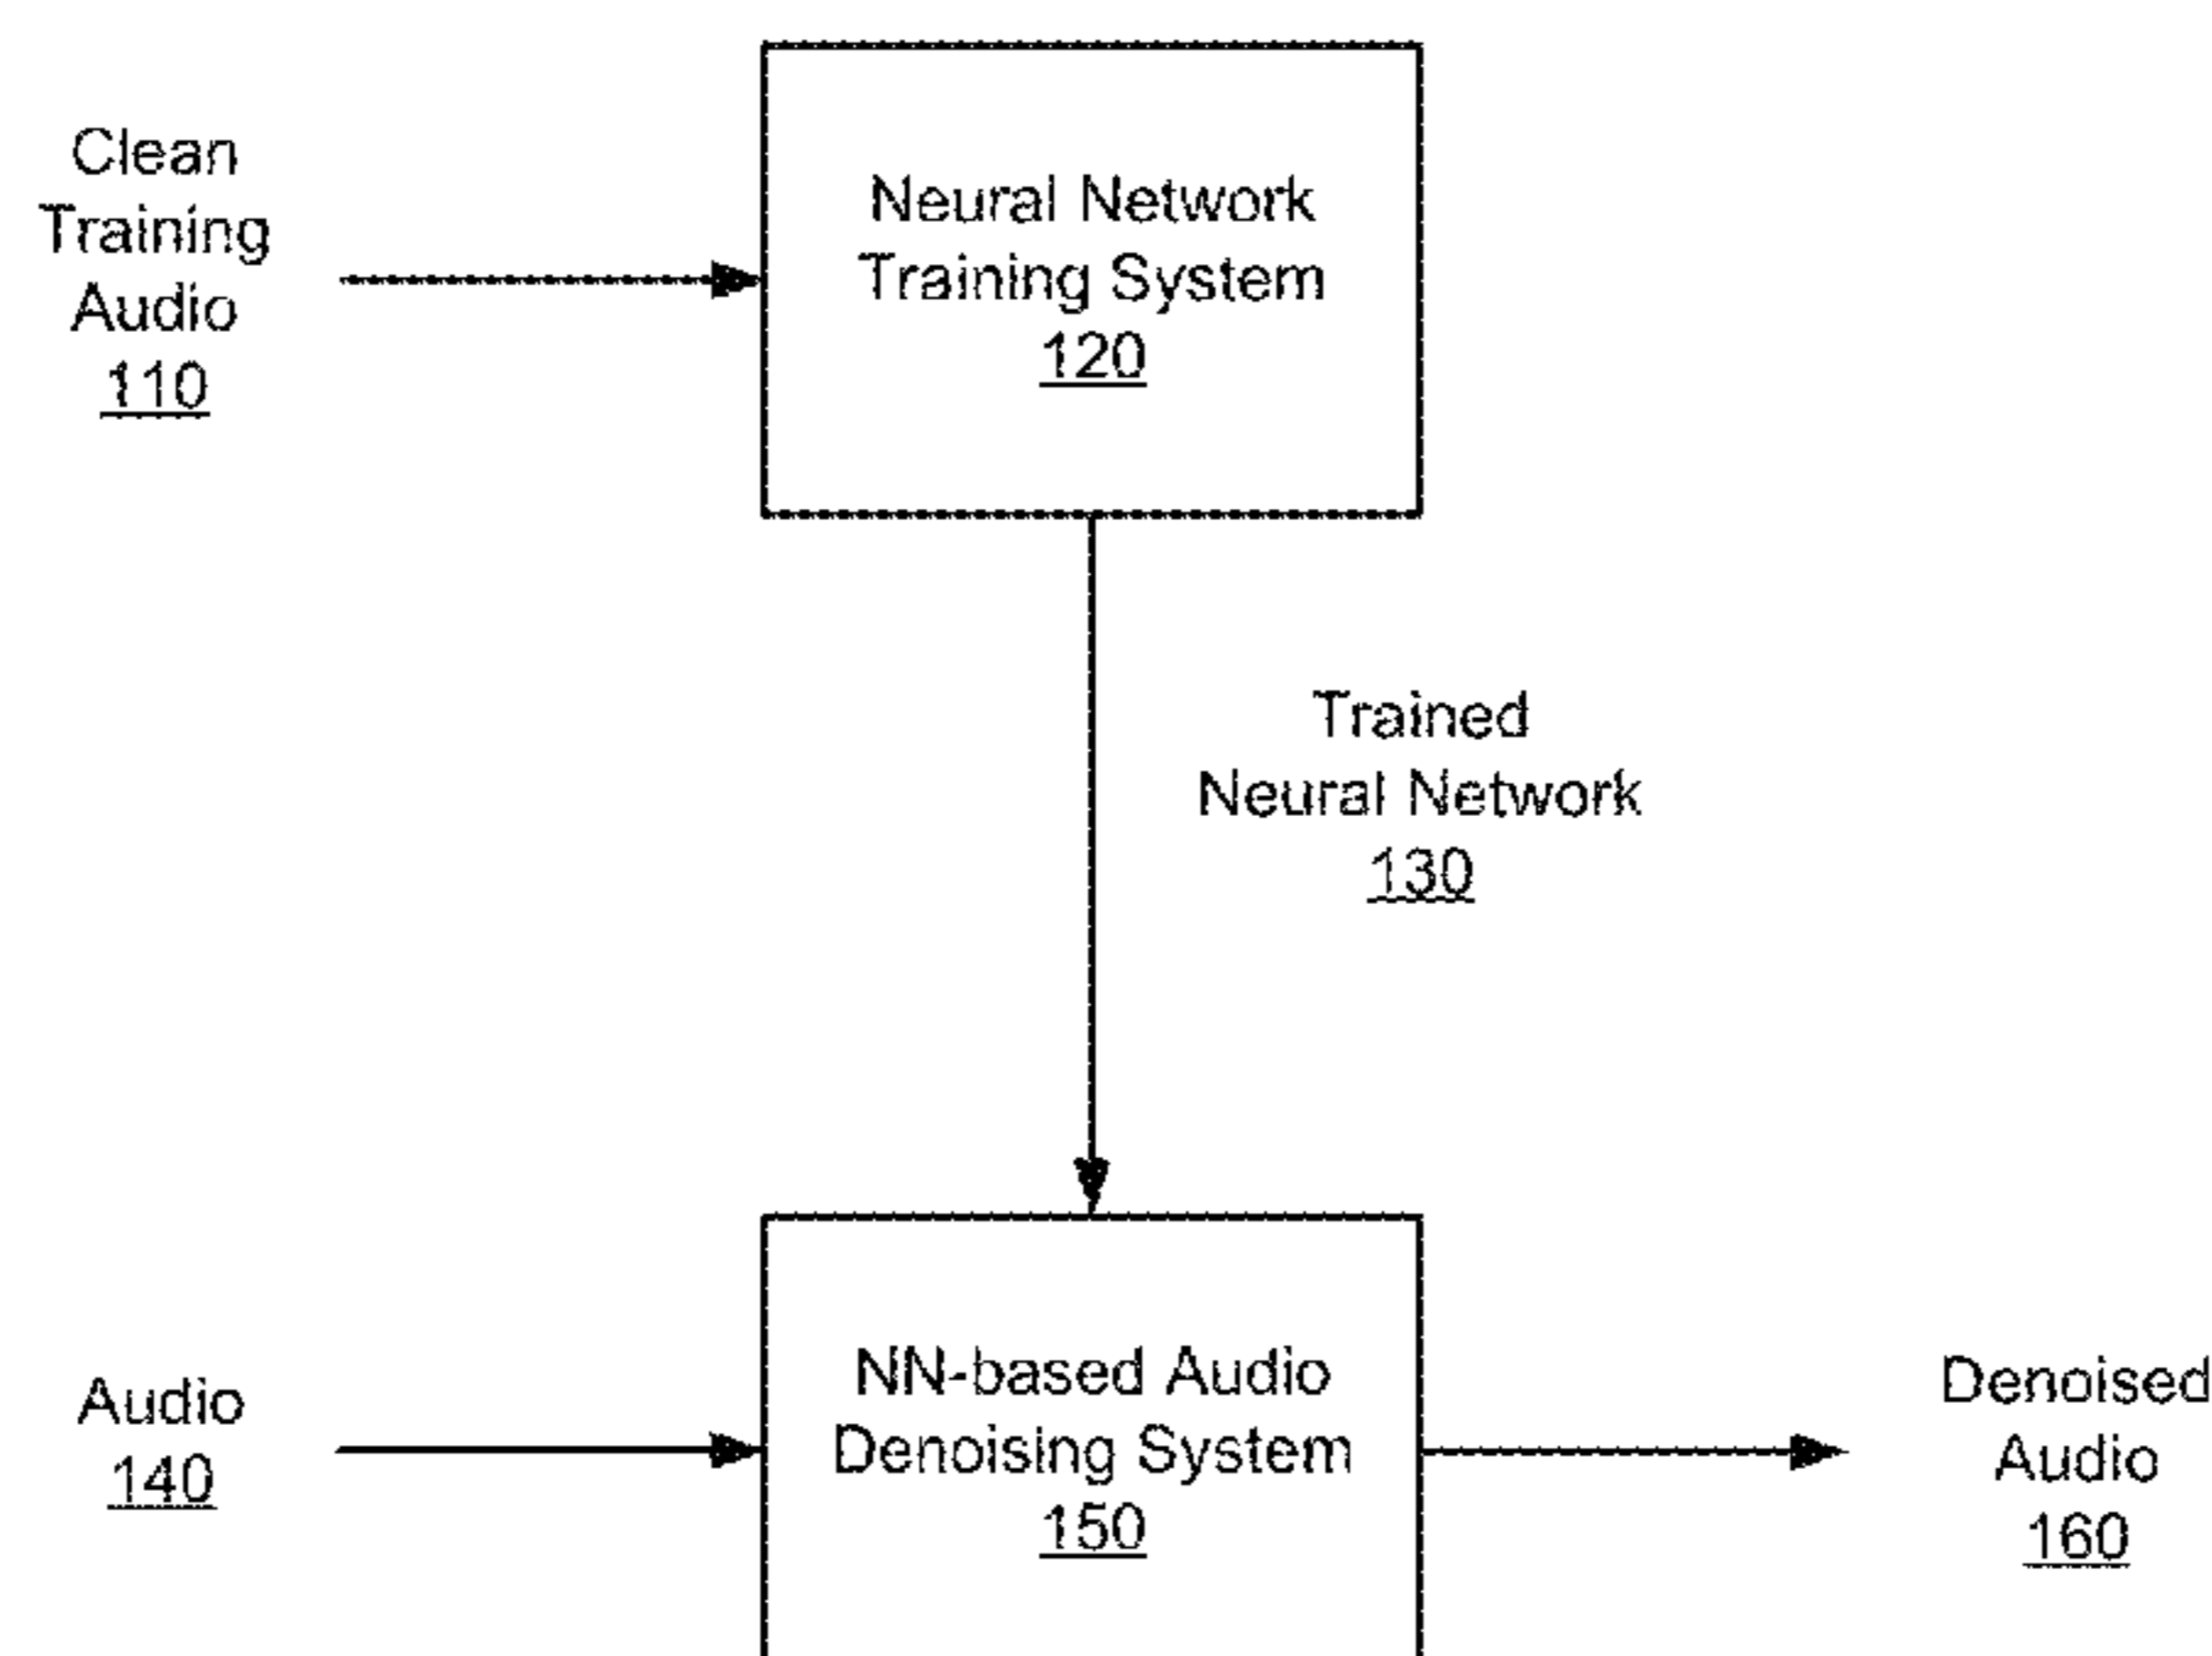 Clean
Training
Audio
110
Neural Network
Training System
120
Trained
Neural Network
130
Audio
140
NN-based Audio
Denoising System
150
Denoised
Audio
160